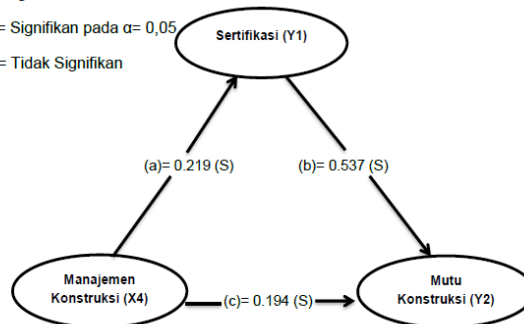 = Signifikan pada α= 0,05
= Tidak Signifikan
Sertifikasi (Y1)
(a)= 0.219 (S)
(b)= 0.537 (S)
Manajemen
Konstruksi (X4)
(c)= 0.194 (S)
Mutu
Konstruksi (Y2)